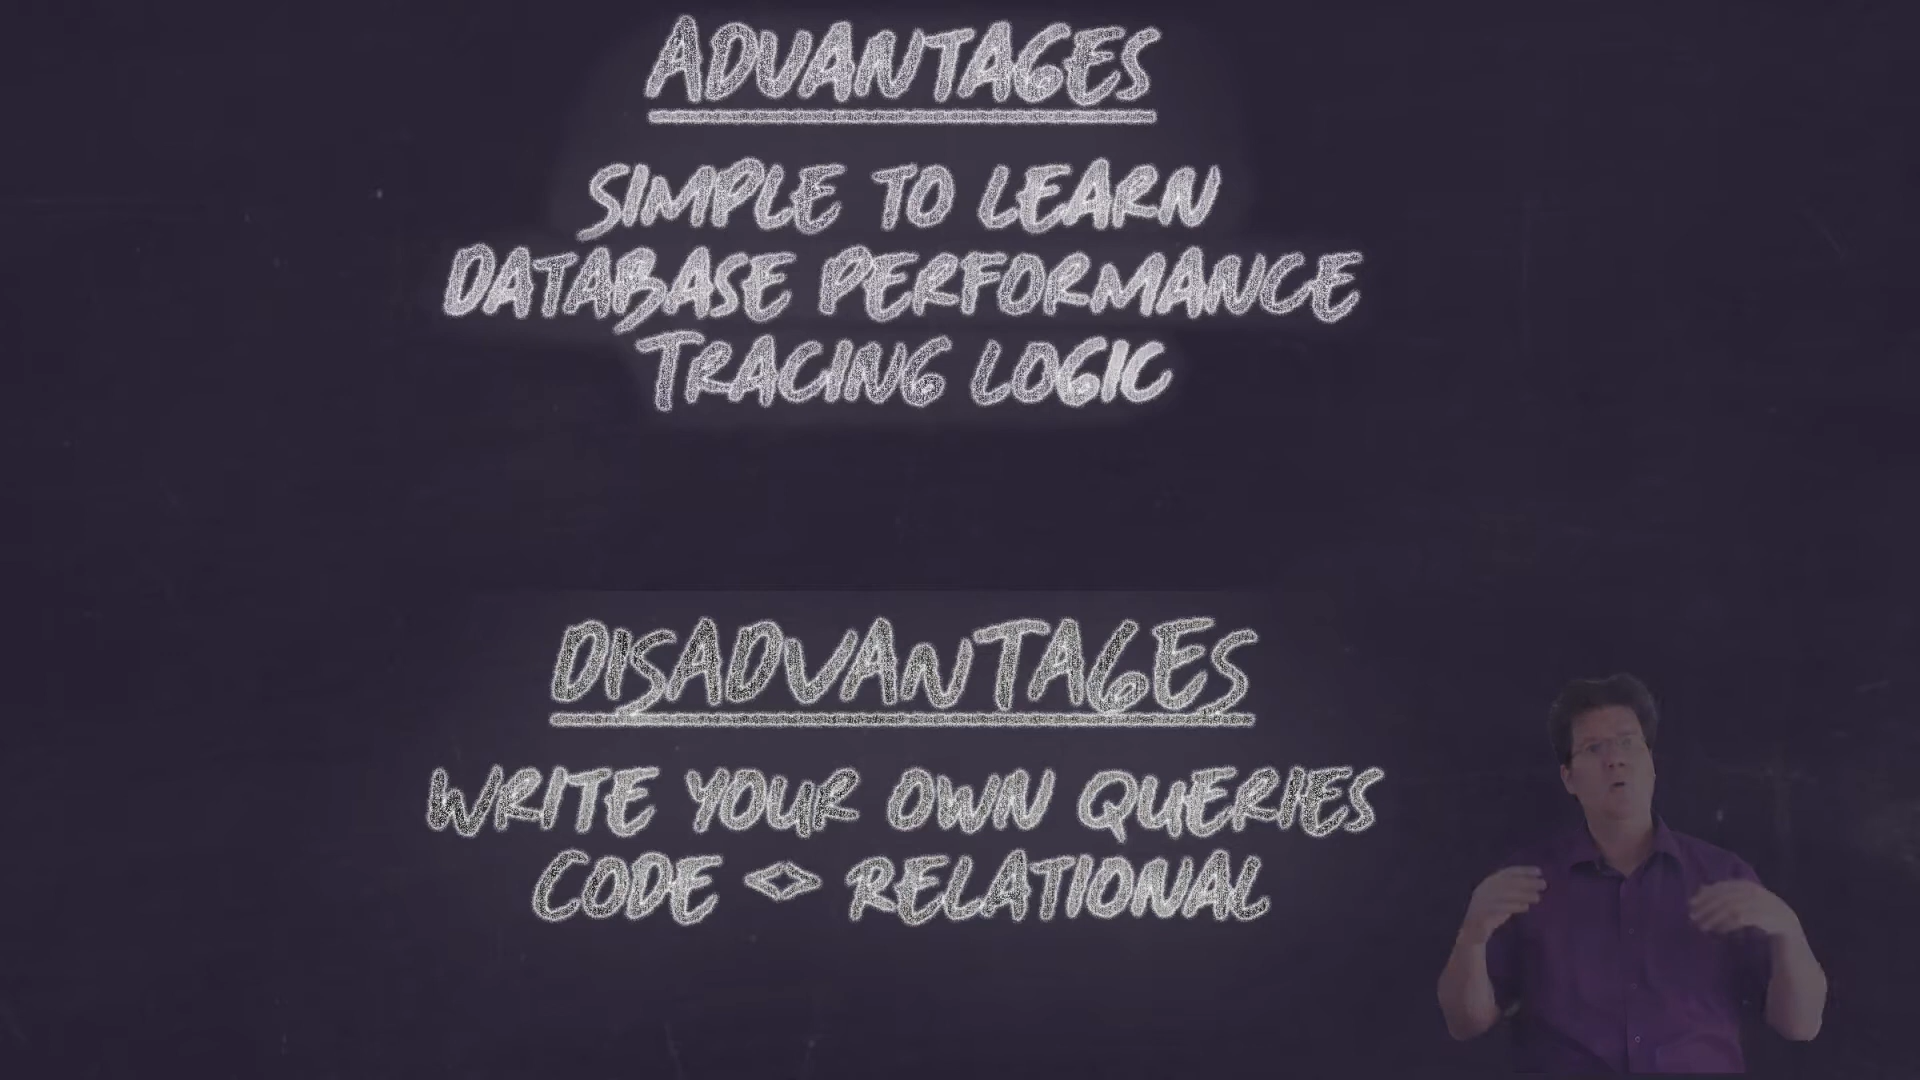 ADVANTAGES
SIMPLE TO LEARN
DATABASE PERFORMANCE
TRACING LOGIC
DISADVANTAGES
WRITE YOUR OWN QUERIES
CODE <> RELATIONAL